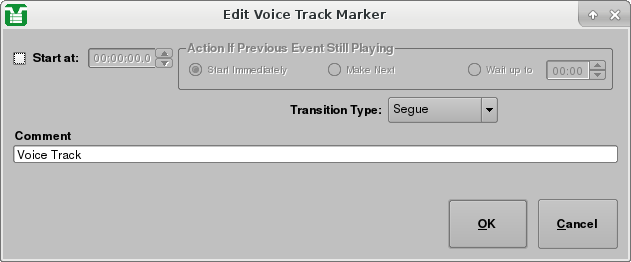 Edit Voice Track Marker
Start at: 00:00:00.0
Action If Previous Event Still Playing
Start Immediately Make Next Wait up to 00:00
Transition Type: Segue
Comment
Voice Track
OK Cancel